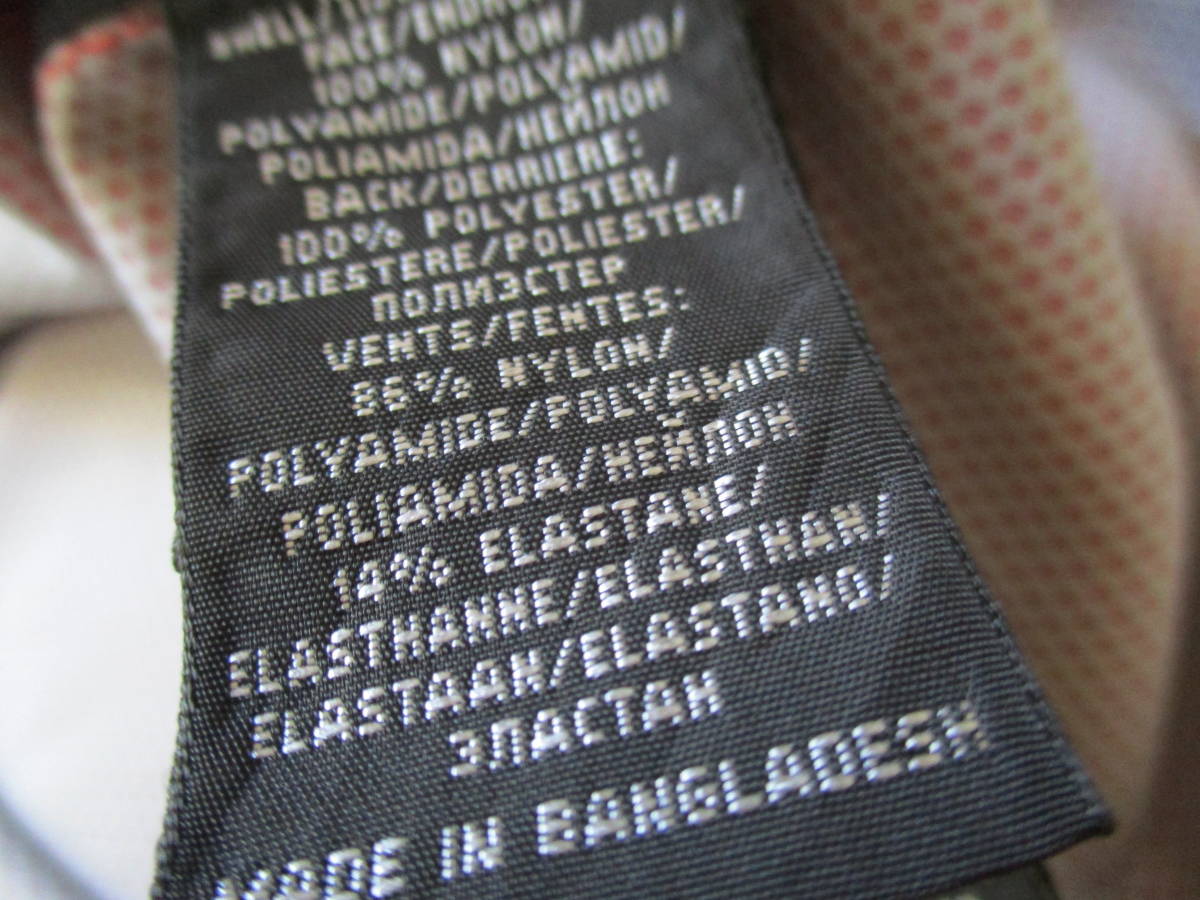 SHELL/
FACE/
100% NYLON/
POLYAMIDE/POLYAMID/
POLIAMIDA/НЕЙЛОН
BACK/DERRIERE:
100% POLYESTER/
POLIESTERE/POLIESTER/
ПОЛИЭСТЕР
VENTS/FENTES:
86% NYLON/
POLYAMIDE/POLYAMID/
POLIAMIDA/НЕЙЛОН
14% ELASTANE/
ELASTHANNE/ELASTHAN/
ELASTAAN/ELASTANO/
ЭЛАСТАН
MADE IN BANGLADESH